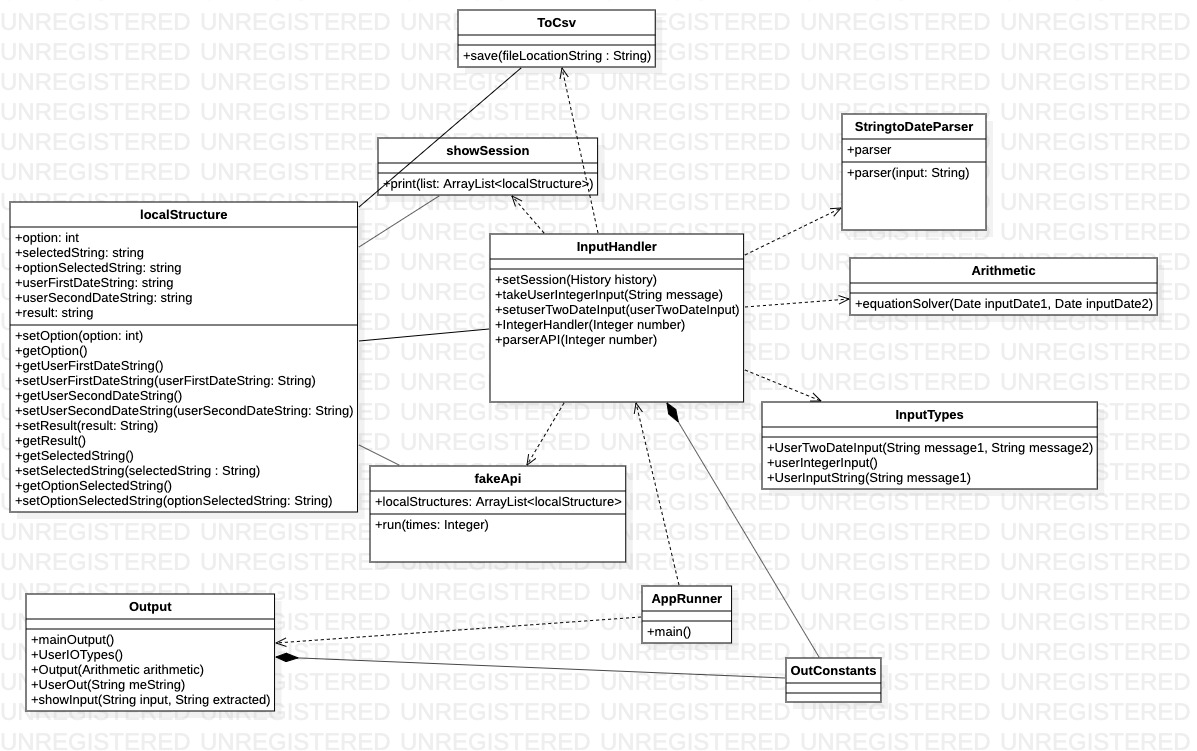 ToCsv
+save(fileLocationString : String)
showSession
+print(list: ArrayList<localStructure>)
StringtoDateParser
+parser
+parser(input: String)
localStructure
+option: int
+selectedString: string
+optionSelectedString: string
+userFirstDateString: string
+userSecondDateString: string
+result: string
+setOption(option: int)
+getOption()
+getUserFirstDateString()
+setUserFirstDateString(userFirstDateString: String)
+getUserSecondDateString()
+setUserSecondDateString(userSecondDateString: String)
+setResult(result: String)
+getResult()
+getSelectedString()
+setSelectedString(selectedString : String)
+getOptionSelectedString()
+setOptionSelectedString(optionSelectedString: String)
InputHandler
+setSession(History history)
+takeUserIntegerInput(String message)
+setuserTwoDateInput(userTwoDateInput)
+IntegerHandler(Integer number)
+parserAPI(Integer number)
Arithmetic
+equationSolver(Date inputDate1, Date inputDate2)
InputTypes
+UserTwoDateInput(String message1, String message2)
+userIntegerInput()
+UserInputString(String message1)
fakeApi
+localStructures: ArrayList<localStructure>
+run(times: Integer)
Output
+mainOutput()
+UserIOTypes()
+Output(Arithmetic arithmetic)
+UserOut(String meString)
+showInput(String input, String extracted)
AppRunner
+main()
OutConstants
UNREGISTERED UNREGISTERED UNREGISTERED UNREGISTERED UNREGISTERED UNREGISTERED